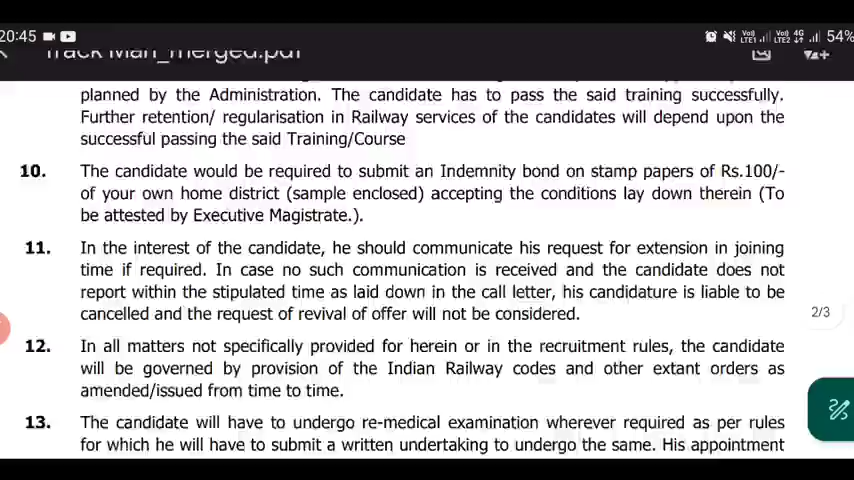 20:45
VoD LTE1 VoD 4G LTE2 54%
Track Man_merged.pdf
planned by the Administration. The candidate has to pass the said training successfully.
Further retention/ regularisation in Railway services of the candidates will depend upon the
successful passing the said Training/Course
10. The candidate would be required to submit an Indemnity bond on stamp papers of Rs.100/-
of your own home district (sample enclosed) accepting the conditions lay down therein (To
be attested by Executive Magistrate.).
11. In the interest of the candidate, he should communicate his request for extension in joining
time if required. In case no such communication is received and the candidate does not
report within the stipulated time as laid down in the call letter, his candidature is liable to be
cancelled and the request of revival of offer will not be considered.
2/3
12. In all matters not specifically provided for herein or in the recruitment rules, the candidate
will be governed by provision of the Indian Railway codes and other extant orders as
amended/issued from time to time.
13. The candidate will have to undergo re-medical examination wherever required as per rules
for which he will have to submit a written undertaking to undergo the same. His appointment